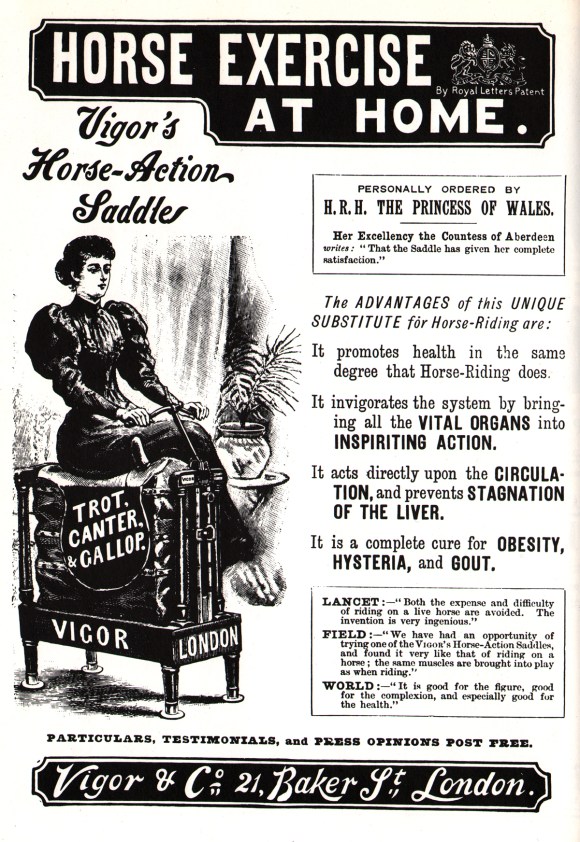 HORSE EXERCISE
By Royal Letters Patent
AT HOME.
Vigor's
Horse-Action
Saddle
PERSONALLY ORDERED BY
H.R.H. THE PRINCESS OF WALES.
Her Excellency the Countess of Aberdeen
writes: "That the Saddle has given her complete
satisfaction."
The ADVANTAGES of this UNIQUE
SUBSTITUTE for Horse-Riding are:
It promotes health in the same
degree that Horse-Riding does.
It invigorates the system by bring-
ing all the VITAL ORGANS into
INSPIRITING ACTION.
It acts directly upon the CIRCULA-
TION, and prevents STAGNATION
OF THE LIVER.
It is a complete cure for OBESITY,
HYSTERIA, and GOUT.
LANCET:—"Both the expense and difficulty
of riding on a live horse are avoided. The
invention is very ingenious."
FIELD:—"We have had an opportunity of
trying one of the VIGOR'S Horse-Action Saddles,
and found it very like that of riding on a
horse; the same muscles are brought into play
as when riding."
WORLD:—"It is good for the figure, good
for the complexion, and especially good for
the health."
VIGOR
TROT,
CANTER,
& GALLOP.
VIGOR LONDON
PARTICULARS, TESTIMONIALS, and PRESS OPINIONS POST FREE.
Vigor & Co., 21, Baker St., London.